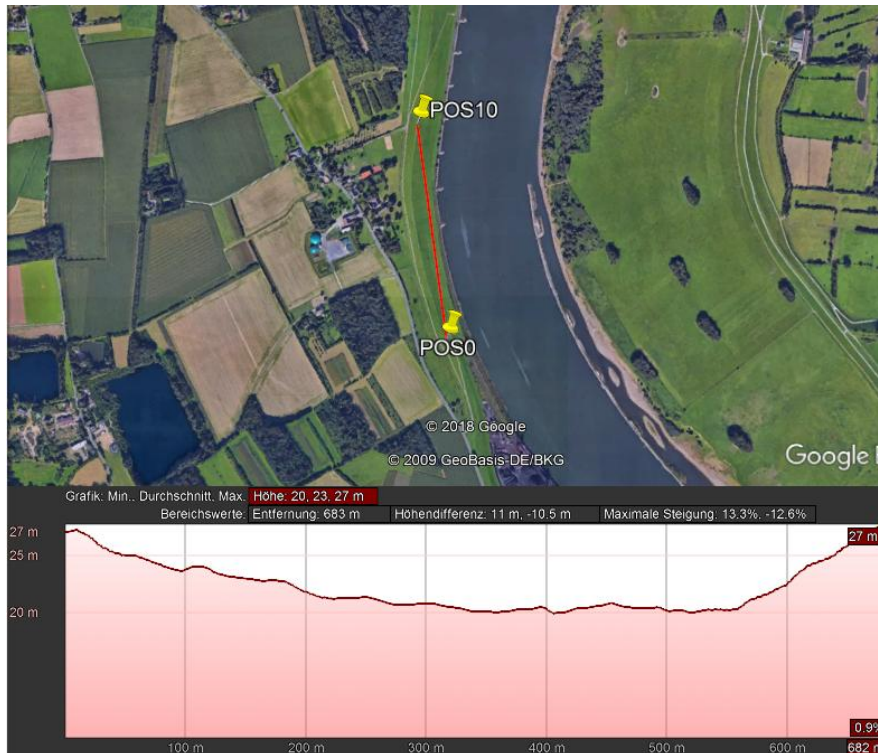 POS10
POS0
© 2018 Google
© 2009 GeoBasis-DE/BKG
Google
Grafik: Min., Durchschnitt, Max. Höhe: 20, 23, 27 m
Bereichswerte: Entfernung: 683 m Höhendifferenz: 11 m, -10.5 m Maximale Steigung: 13.3%, -12.6%
27 m 27 m
25 m
20 m
0.9%
100 m 200 m 300 m 400 m 500 m 600 m 682 m